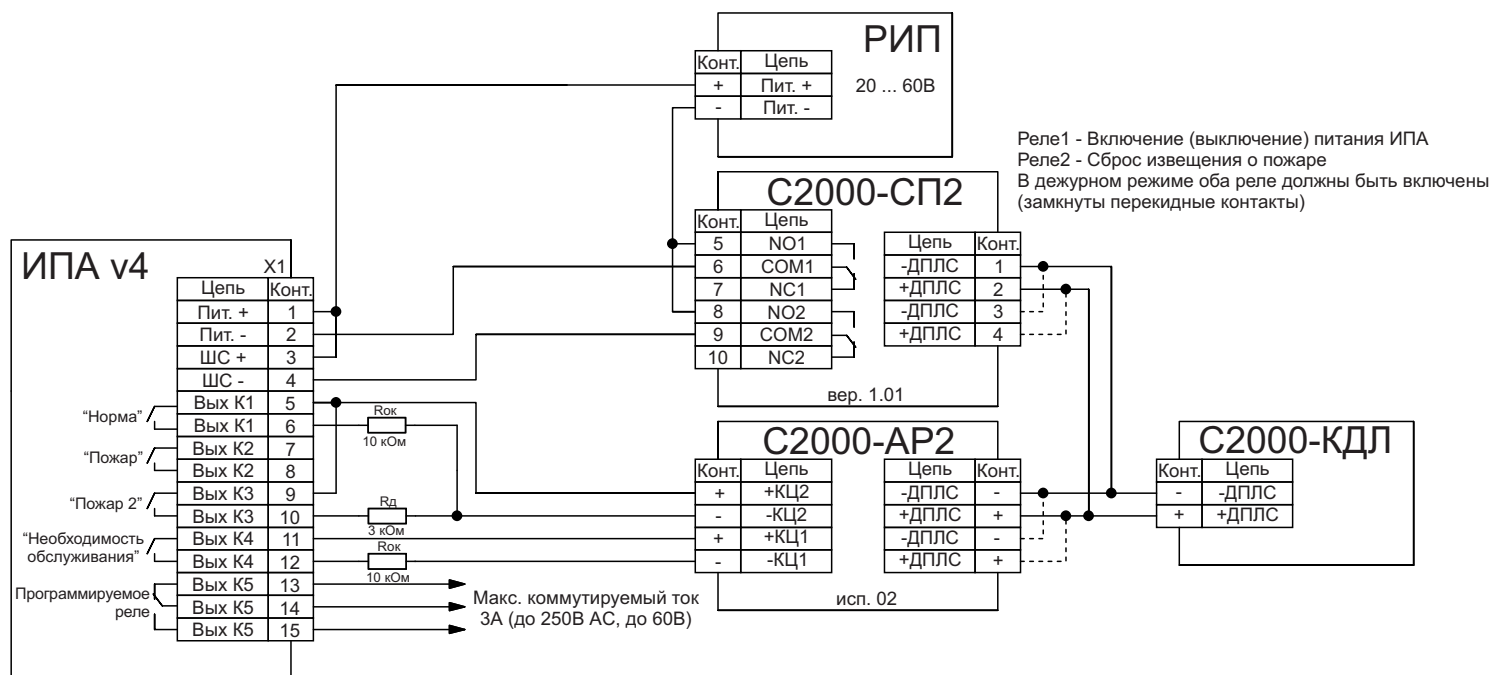 РИП
Конт. Цепь
+ Пит. + 20 ... 60В
- Пит. -
Реле1 - Включение (выключение) питания ИПА
Реле2 - Сброс извещения о пожаре
В дежурном режиме оба реле должны быть включены
(замкнуты перекидные контакты)
С2000-СП2
Конт. Цепь
5 NO1
6 COM1
7 NC1
8 NO2
9 COM2
10 NC2
Цепь Конт.
-ДПЛС 1
+ДПЛС 2
-ДПЛС 3
+ДПЛС 4
вер. 1.01
ИПА v4
X1
Цепь Конт.
Пит. + 1
Пит. - 2
ШС + 3
ШС - 4
Вых К1 5
Вых К1 6
Вых К2 7
Вых К2 8
Вых К3 9
Вых К3 10
Вых К4 11
Вых К4 12
Вых К5 13
Вых К5 14
Вых К5 15
“Норма”
“Пожар”
“Пожар 2”
“Необходимость
обслуживания”
Программируемое
реле
Rок
10 кОм
Rд
3 кОм
Rок
10 кОм
Макс. коммутируемый ток
3А (до 250В АС, до 60В)
С2000-АР2
Конт. Цепь
+ +КЦ2
- -КЦ2
+ +КЦ1
- -КЦ1
Цепь Конт.
-ДПЛС -
+ДПЛС +
-ДПЛС -
+ДПЛС +
исп. 02
С2000-КДЛ
Конт. Цепь
- -ДПЛС
+ +ДПЛС